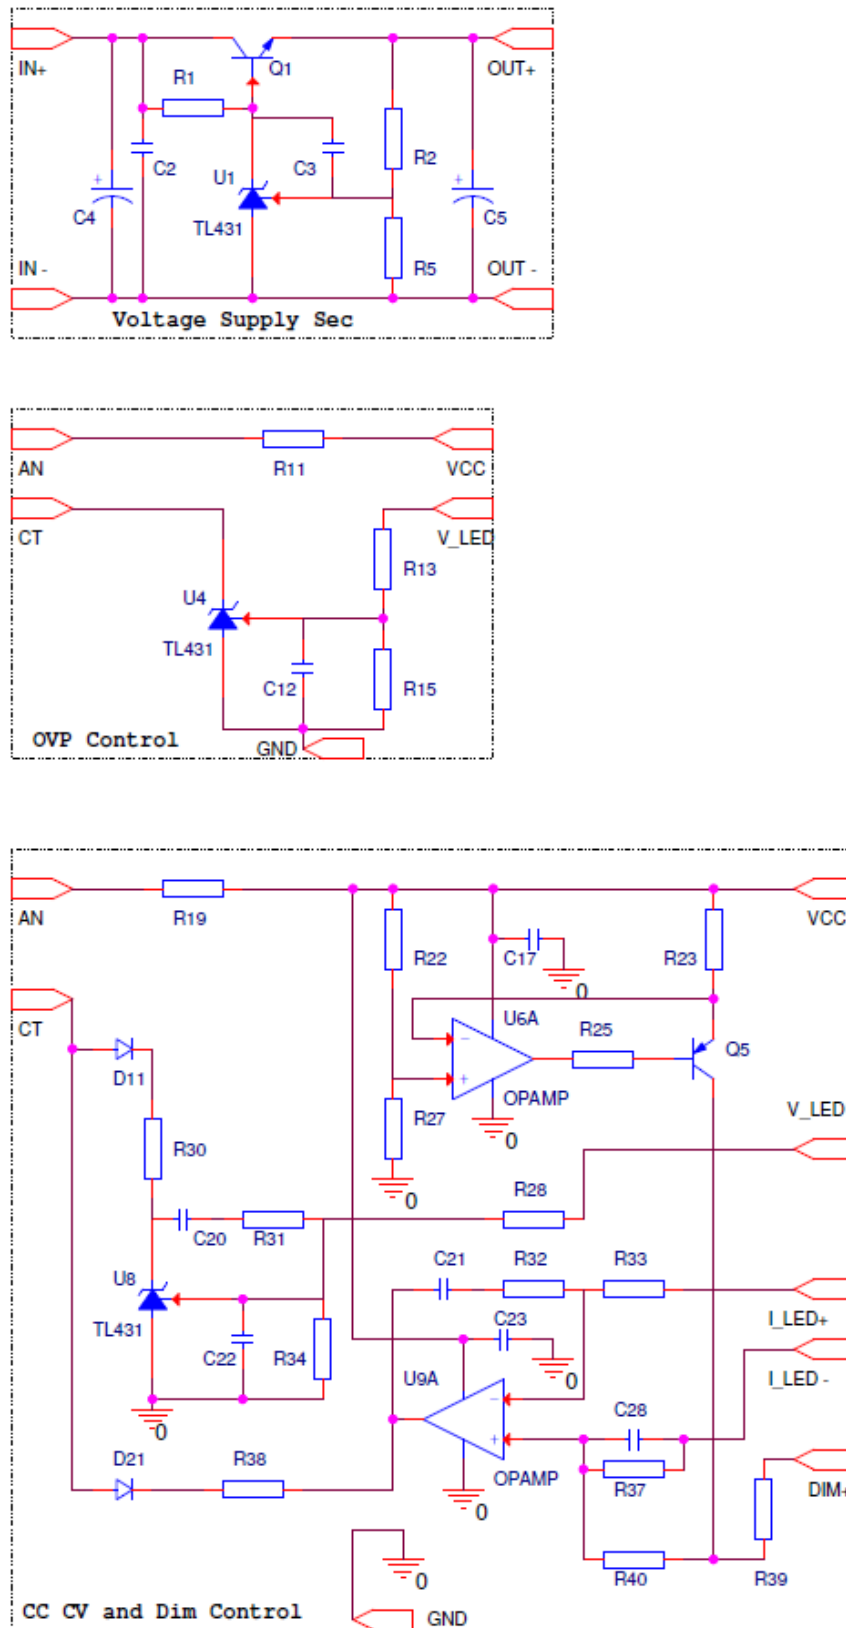 IN+
R1
Q1
OUT+
C2
C3
R2
U1
C4
TL431
C5
IN -
R5
OUT -
Voltage Supply Sec
AN
R11
VCC
CT
V_LED
R13
U4
TL431
C12
R15
OVP Control
GND
AN
R19
VCC
R22
C17
R23
0
CT
U6A
R25
Q5
D11
OPAMP
V_LED
R27
0
R30
0
R28
C20
R31
C21
R32
R33
U8
I_LED+
TL431
C23
C22
R34
U9A
0
I_LED -
0
C28
D21
R38
OPAMP
R37
DIM+
0
0
R40
R39
CC CV and Dim Control
GND